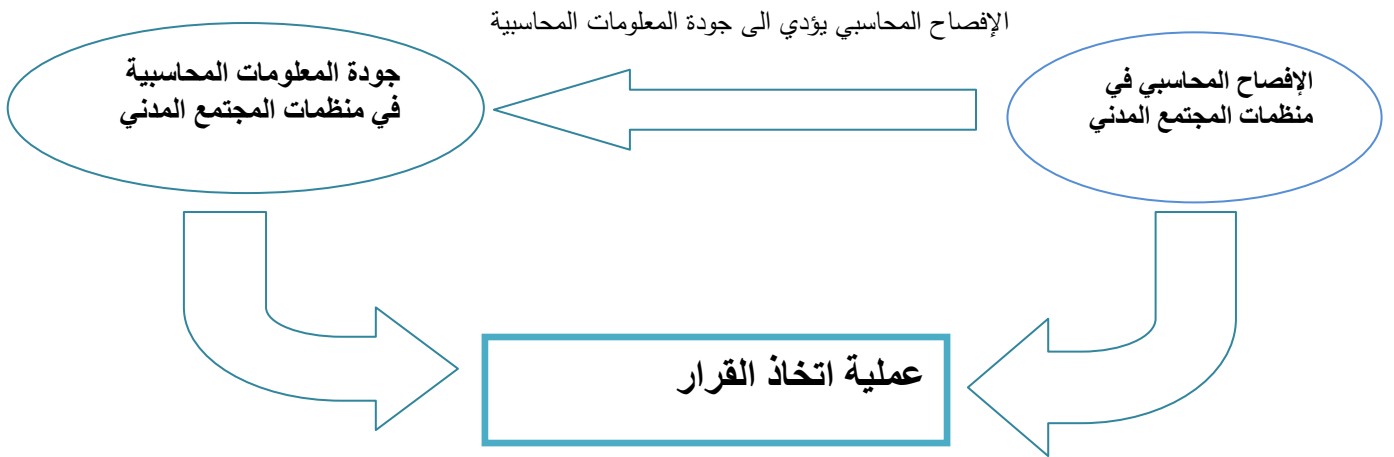 الإفصاح المحاسبي يؤدي الى جودة المعلومات المحاسبية
الإفصاح المحاسبي في
منظمات المجتمع المدني
جودة المعلومات المحاسبية
في منظمات المجتمع المدني
عملية اتخاذ القرار